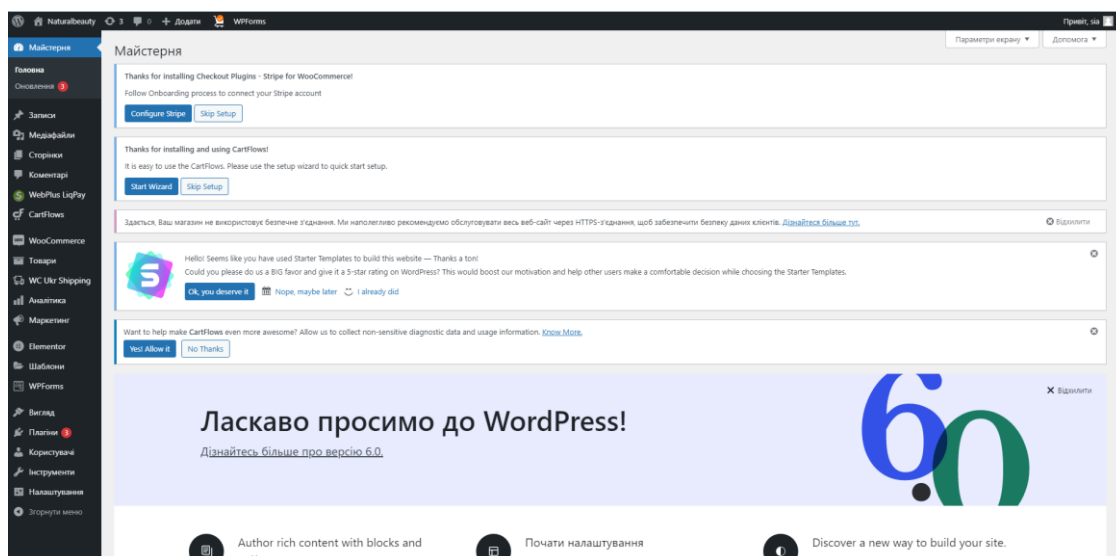 Naturalbeauty 3 0 Додати WPForms Привіт, sia
Майстерня
Головна
Оновлення 3
Записи
Медіафайли
Сторінки
Коментарі
WebPlus LiqPay
CartFlows
WooCommerce
Товари
WC Ukr Shipping
Аналітика
Маркетинг
Elementor
Шаблони
WPForms
Вигляд
Плагіни 3
Користувачі
Інструменти
Налаштування
Згорнути меню
Параметри екрану Допомога
Майстерня
Thanks for installing Checkout Plugins - Stripe for WooCommerce!
Follow Onboarding process to connect your Stripe account
Configure Stripe Skip Setup
Thanks for installing and using CartFlows!
It is easy to use the CartFlows. Please use the setup wizard to quick start setup.
Start Wizard Skip Setup
Здається, Ваш магазин не використовує безпечне з'єднання. Ми наполегливо рекомендуємо обслуговувати весь веб-сайт через HTTPS-з'єднання, щоб забезпечити безпеку даних клієнтів. Дізнайтеся більше тут. Відхилити
Hello! Seems like you have used Starter Templates to build this website — Thanks a ton!
Could you please do us a BIG favor and give it a 5-star rating on WordPress? This would boost our motivation and help other users make a comfortable decision while choosing the Starter Templates.
Ok, you deserve it Nope, maybe later I already did
Want to help make CartFlows even more awesome? Allow us to collect non-sensitive diagnostic data and usage information. Know More.
Yes! Allow it No Thanks
Ласкаво просимо до WordPress!
Дізнайтесь більше про версію 6.0.
6.0
Відхилити
Author rich content with blocks and
Почати налаштування
Discover a new way to build your site.